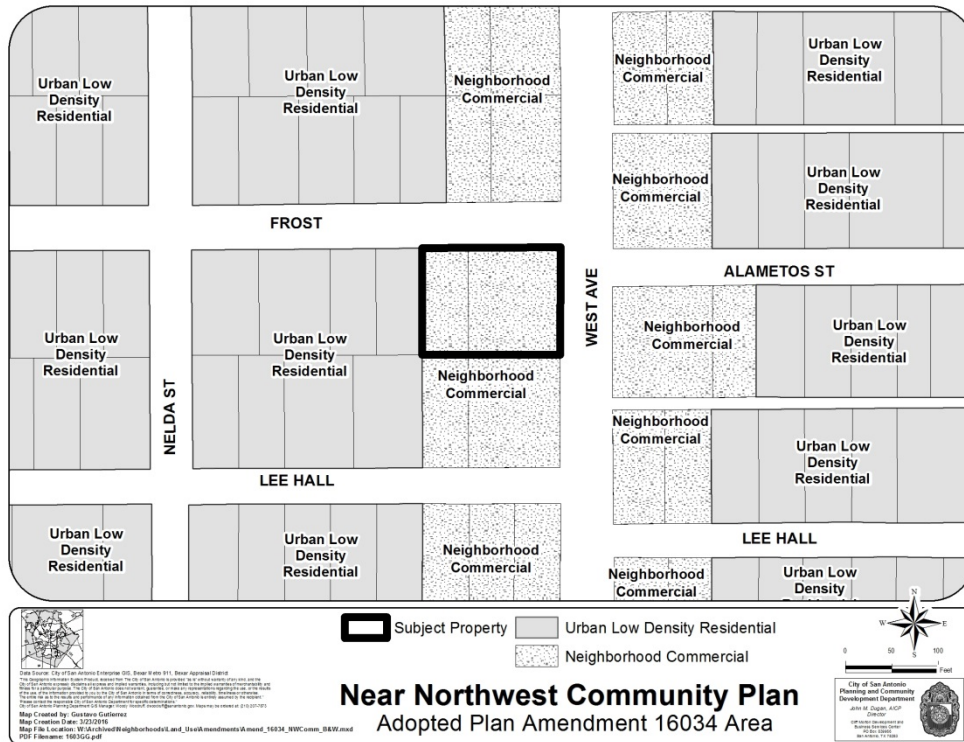 Urban Low
Density
Residential
Urban Low
Density
Residential
Neighborhood
Commercial
Neighborhood
Commercial
Urban Low
Density
Residential
Neighborhood
Commercial
Urban Low
Density
Residential
FROST
ALAMETOS ST
WEST AVE
NELDA ST
Urban Low
Density
Residential
Urban Low
Density
Residential
Neighborhood
Commercial
Neighborhood
Commercial
Urban Low
Density
Residential
Neighborhood
Commercial
Urban Low
Density
Residential
LEE HALL
LEE HALL
Urban Low
Density
Residential
Urban Low
Density
Residential
Neighborhood
Commercial
Neighborhood
Commercial
Urban Low
Density
Subject Property
Urban Low Density Residential
Neighborhood Commercial
N
W E
S
0 50 100
Feet
Near Northwest Community Plan
Adopted Plan Amendment 16034 Area
Data Source: City of San Antonio Enterprise GIS, Bexar Metro 911, Bexar Appraisal District
Map Created by: Gustavo Gutierrez
Map Creation Date: 3/23/2016
PDF Filename: 1603GG.pdf
City of San Antonio
Planning and Community
Development Department
John M. Dugan, AICP
Director